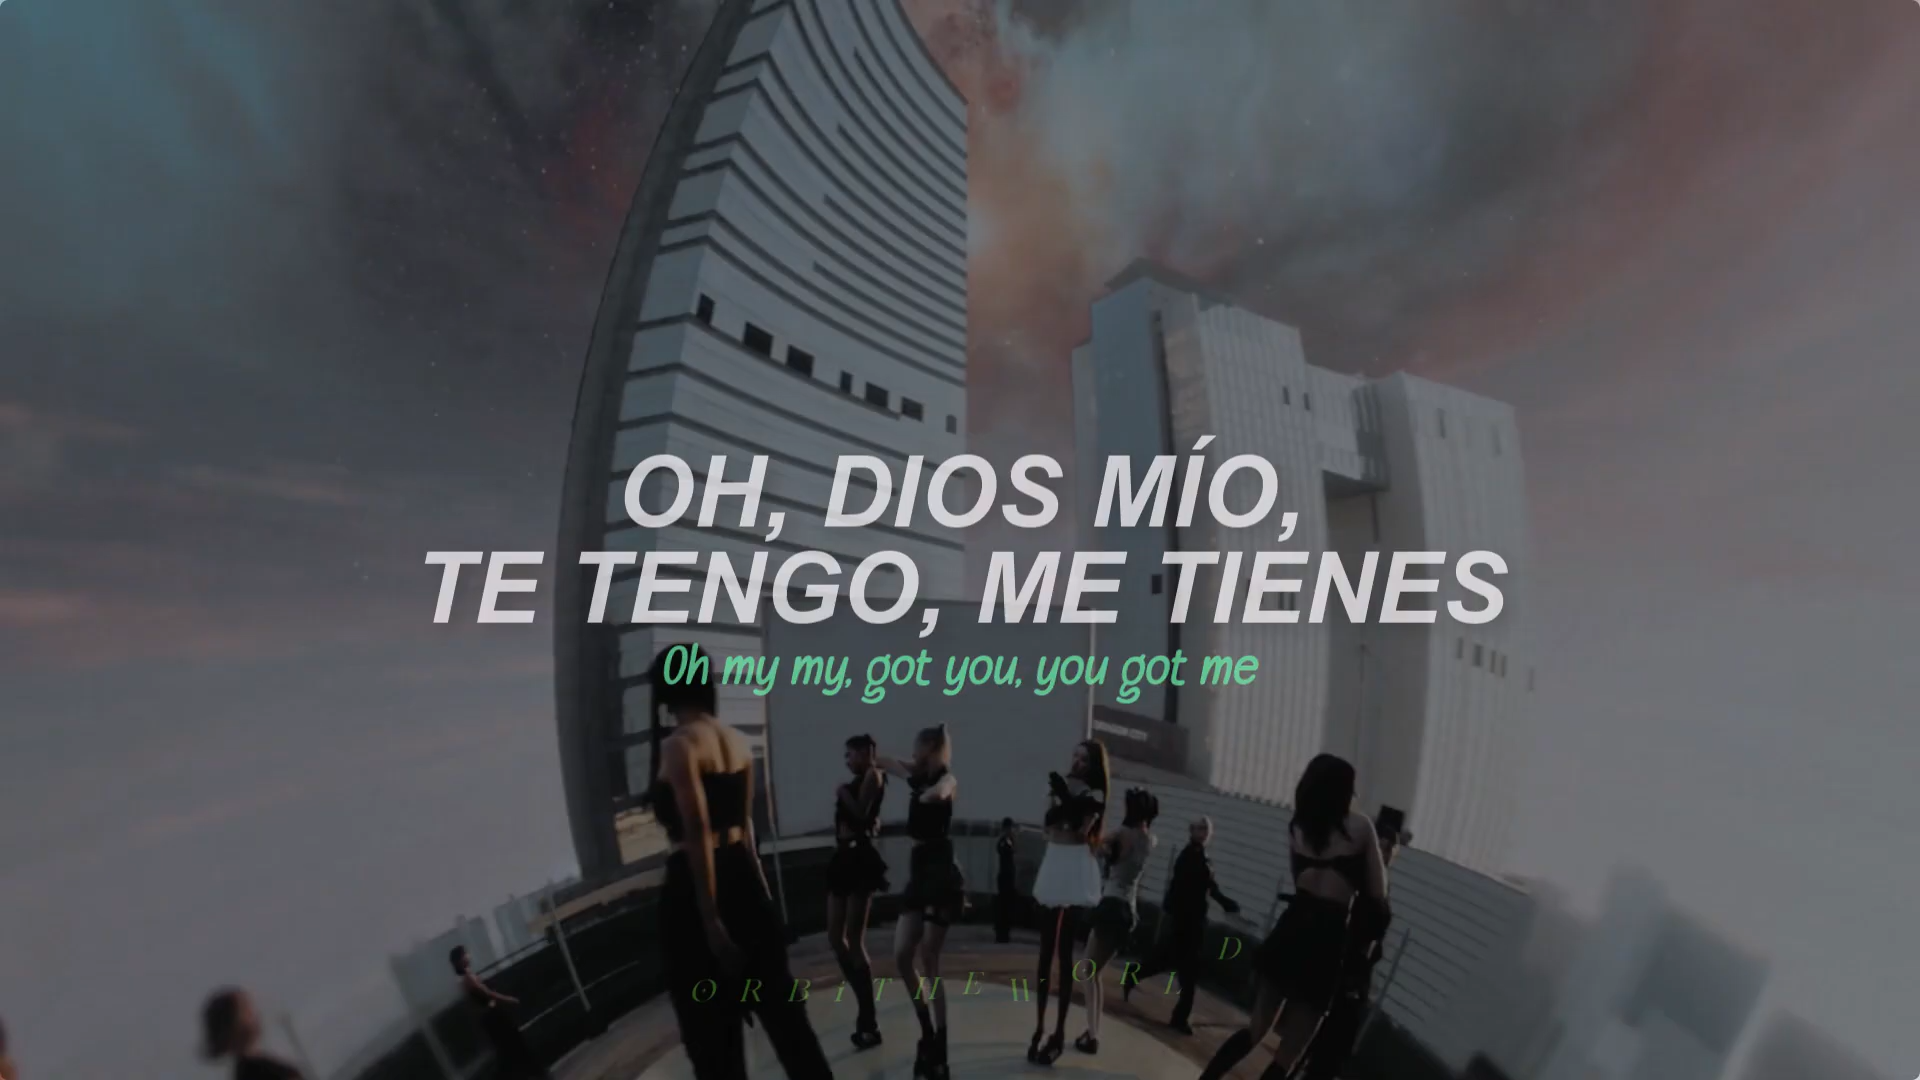 OH, DIOS MÍO,
TE TENGO, ME TIENES
Oh my my, got you, you got me
ORBiTHEWORLD